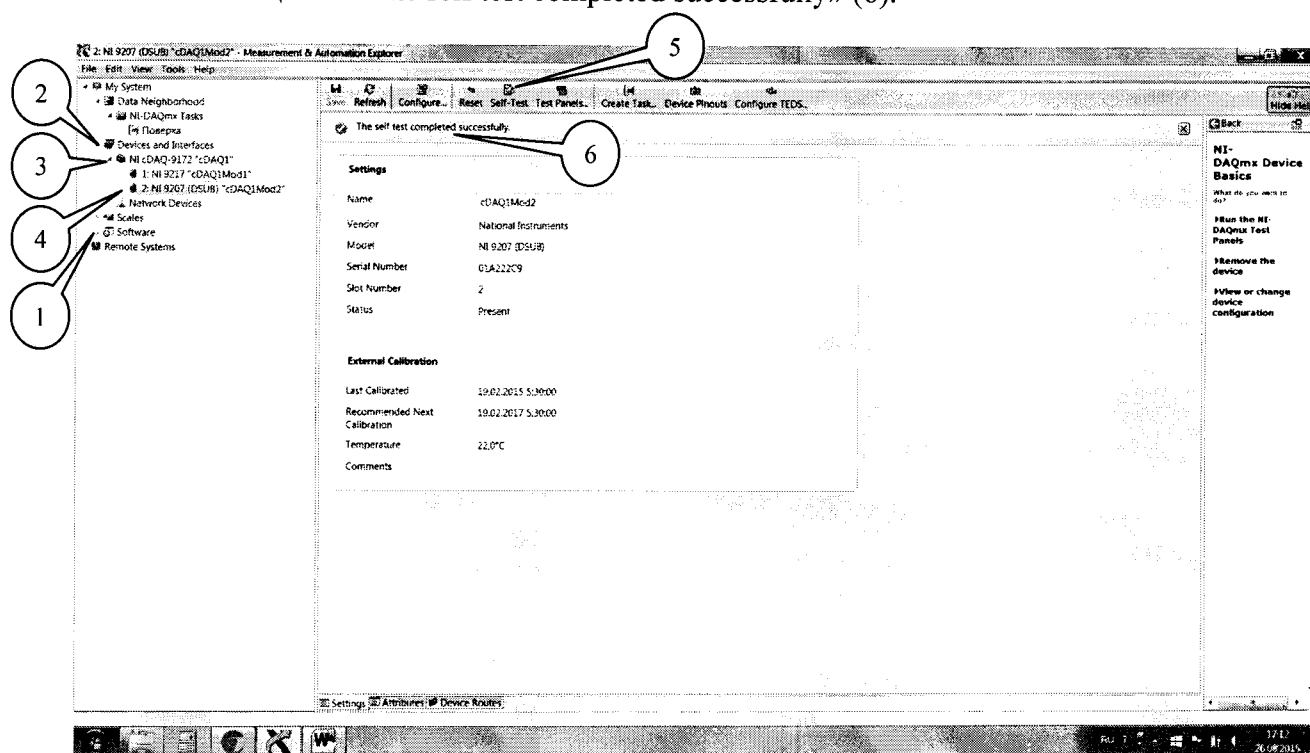 self test completed successfully» (6).
2: NI 9207 (DSUB) "cDAQ1Mod2" - Measurement & Automation Explorer
File Edit View Tools Help
My System
Data Neighborhood
NI-DAQmx Tasks
Поверка
Devices and Interfaces
NI cDAQ-9172 "cDAQ1"
1: NI 9217 "cDAQ1Mod1"
2: NI 9207 (DSUB) "cDAQ1Mod2"
Network Devices
Scales
Software
Remote Systems
1
2
3
4
5
6
Save Refresh Configure... Reset Self-Test Test Panels... Create Task... Device Pinouts Configure TEDS...
The self test completed successfully.
Settings
Name cDAQ1Mod2
Vendor National Instruments
Model NI 9207 (DSUB)
Serial Number 01A222C9
Slot Number 2
Status Present
External Calibration
Last Calibrated 19.02.2015 5:30:00
Recommended Next Calibration 19.02.2017 5:30:00
Temperature 22,0°C
Comments
Settings Attributes Device Routes
Back
NI-
DAQmx Device
Basics
What do you want to
do?
Run the NI-
DAQmx Test
Panels
Remove the
device
View or change
device
configuration
RU
17:12